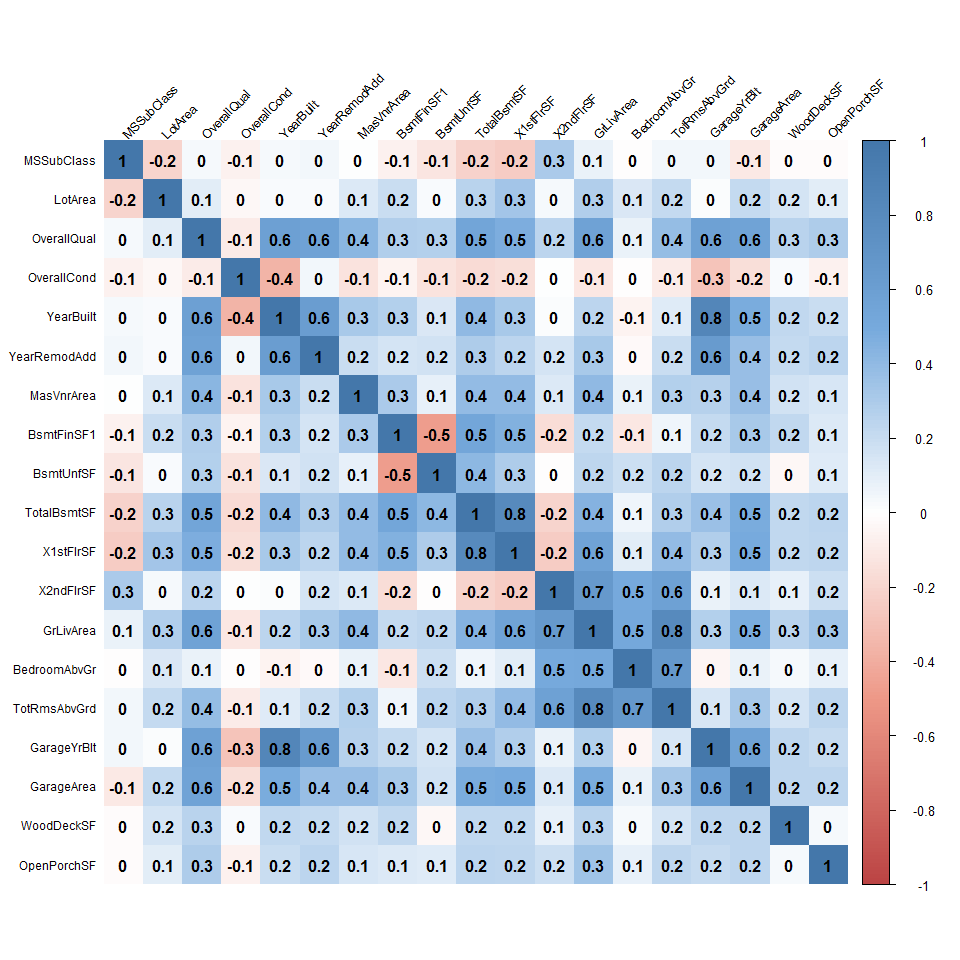 MSSubClass LotArea OverallQual OverallCond YearBuilt YearRemodAdd MasVnrArea BsmtFinSF1 BsmtUnfSF TotalBsmtSF X1stFlrSF X2ndFlrSF GrLivArea BedroomAbvGr TotRmsAbvGrd GarageYrBlt GarageArea WoodDeckSF OpenPorchSF
MSSubClass 1 -0.2 0 -0.1 0 0 0 -0.1 -0.1 -0.2 -0.2 0.3 0.1 0 0 0 -0.1 0 0
LotArea -0.2 1 0.1 0 0 0 0.1 0.2 0 0.3 0.3 0 0.3 0.1 0.2 0 0.2 0.2 0.1
OverallQual 0 0.1 1 -0.1 0.6 0.6 0.4 0.3 0.3 0.5 0.5 0.2 0.6 0.1 0.4 0.6 0.6 0.3 0.3
OverallCond -0.1 0 -0.1 1 -0.4 0 -0.1 -0.1 -0.1 -0.2 -0.2 0 -0.1 0 -0.1 -0.3 -0.2 0 -0.1
YearBuilt 0 0 0.6 -0.4 1 0.6 0.3 0.3 0.1 0.4 0.3 0 0.2 -0.1 0.1 0.8 0.5 0.2 0.2
YearRemodAdd 0 0 0.6 0 0.6 1 0.2 0.2 0.2 0.3 0.2 0.2 0.3 0 0.2 0.6 0.4 0.2 0.2
MasVnrArea 0 0.1 0.4 -0.1 0.3 0.2 1 0.3 0.1 0.4 0.4 0.1 0.4 0.1 0.3 0.3 0.4 0.2 0.1
BsmtFinSF1 -0.1 0.2 0.3 -0.1 0.3 0.2 0.3 1 -0.5 0.5 0.5 -0.2 0.2 -0.1 0.1 0.2 0.3 0.2 0.1
BsmtUnfSF -0.1 0 0.3 -0.1 0.1 0.2 0.1 -0.5 1 0.4 0.3 0 0.2 0.2 0.2 0.2 0.2 0 0.1
TotalBsmtSF -0.2 0.3 0.5 -0.2 0.4 0.3 0.4 0.5 0.4 1 0.8 -0.2 0.4 0.1 0.3 0.4 0.5 0.2 0.2
X1stFlrSF -0.2 0.3 0.5 -0.2 0.3 0.2 0.4 0.5 0.3 0.8 1 -0.2 0.6 0.1 0.4 0.3 0.5 0.2 0.2
X2ndFlrSF 0.3 0 0.2 0 0 0.2 0.1 -0.2 0 -0.2 -0.2 1 0.7 0.5 0.6 0.1 0.1 0.1 0.2
GrLivArea 0.1 0.3 0.6 -0.1 0.2 0.3 0.4 0.2 0.2 0.4 0.6 0.7 1 0.5 0.8 0.3 0.5 0.3 0.3
BedroomAbvGr 0 0.1 0.1 0 -0.1 0 0.1 -0.1 0.2 0.1 0.1 0.5 0.5 1 0.7 0 0.1 0 0.1
TotRmsAbvGrd 0 0.2 0.4 -0.1 0.1 0.2 0.3 0.1 0.2 0.3 0.4 0.6 0.8 0.7 1 0.1 0.3 0.2 0.2
GarageYrBlt 0 0 0.6 -0.3 0.8 0.6 0.3 0.2 0.2 0.4 0.3 0.1 0.3 0 0.1 1 0.6 0.2 0.2
GarageArea -0.1 0.2 0.6 -0.2 0.5 0.4 0.4 0.3 0.2 0.5 0.5 0.1 0.5 0.1 0.3 0.6 1 0.2 0.2
WoodDeckSF 0 0.2 0.3 0 0.2 0.2 0.2 0.2 0 0.2 0.2 0.1 0.3 0 0.2 0.2 0.2 1 0
OpenPorchSF 0 0.1 0.3 -0.1 0.2 0.2 0.1 0.1 0.1 0.2 0.2 0.2 0.3 0.1 0.2 0.2 0.2 0 1
1
0.8
0.6
0.4
0.2
0
-0.2
-0.4
-0.6
-0.8
-1